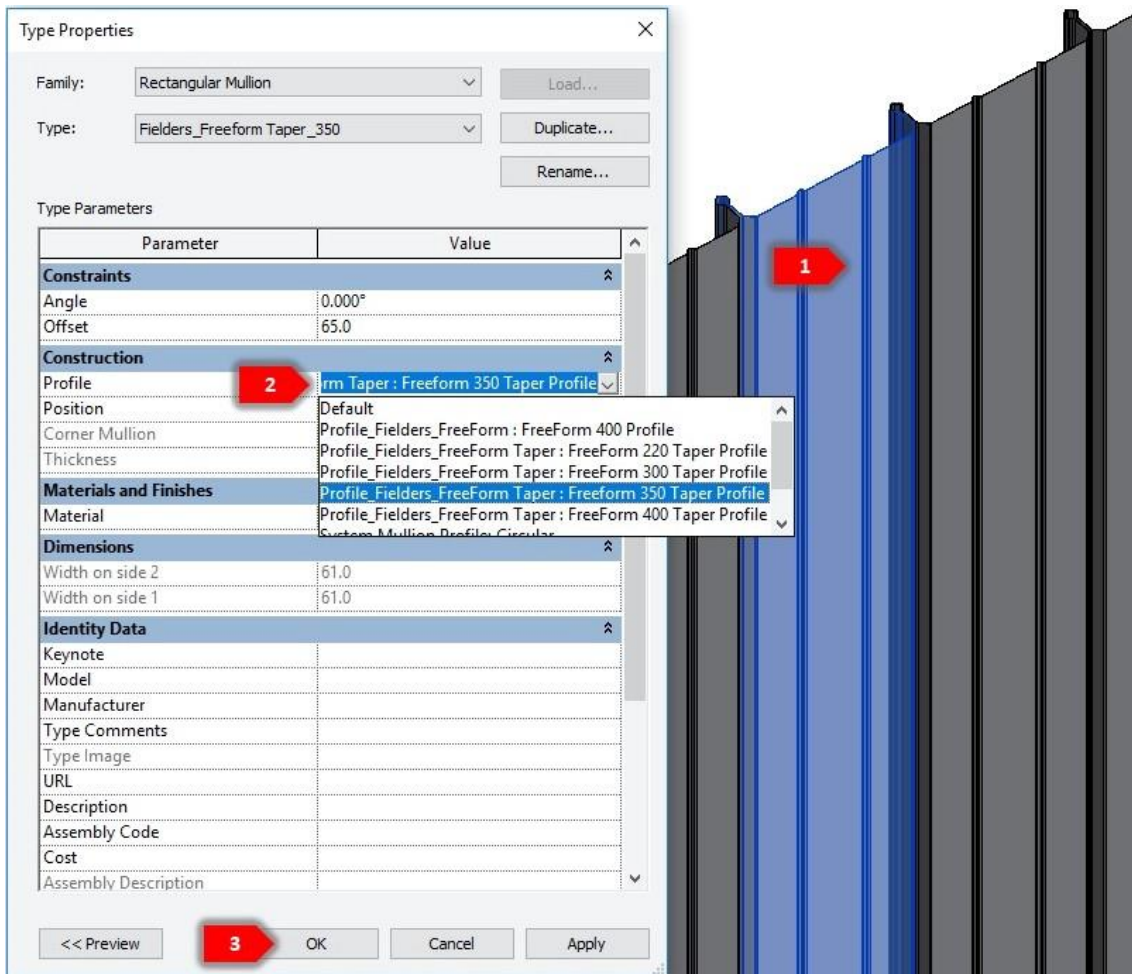 Type Properties
Family: Rectangular Mullion Load...
Type: Fielders_Freeform Taper_350 Duplicate...
Rename...
Type Parameters
Parameter Value
Constraints
Angle 0.000°
Offset 65.0
Construction
Profile 2 rm Taper : Freeform 350 Taper Profile
Position Default
Corner Mullion Profile_Fielders_FreeForm : FreeForm 400 Profile
Thickness Profile_Fielders_FreeForm Taper : FreeForm 220 Taper Profile
Profile_Fielders_FreeForm Taper : FreeForm 300 Taper Profile
Materials and Finishes Profile_Fielders_FreeForm Taper : Freeform 350 Taper Profile
Material Profile_Fielders_FreeForm Taper : FreeForm 400 Taper Profile
System Mullion Profile: Circular
Dimensions
Width on side 2 61.0
Width on side 1 61.0
Identity Data
Keynote
Model
Manufacturer
Type Comments
Type Image
URL
Description
Assembly Code
Cost
Assembly Description
<< Preview 3 OK Cancel Apply
1